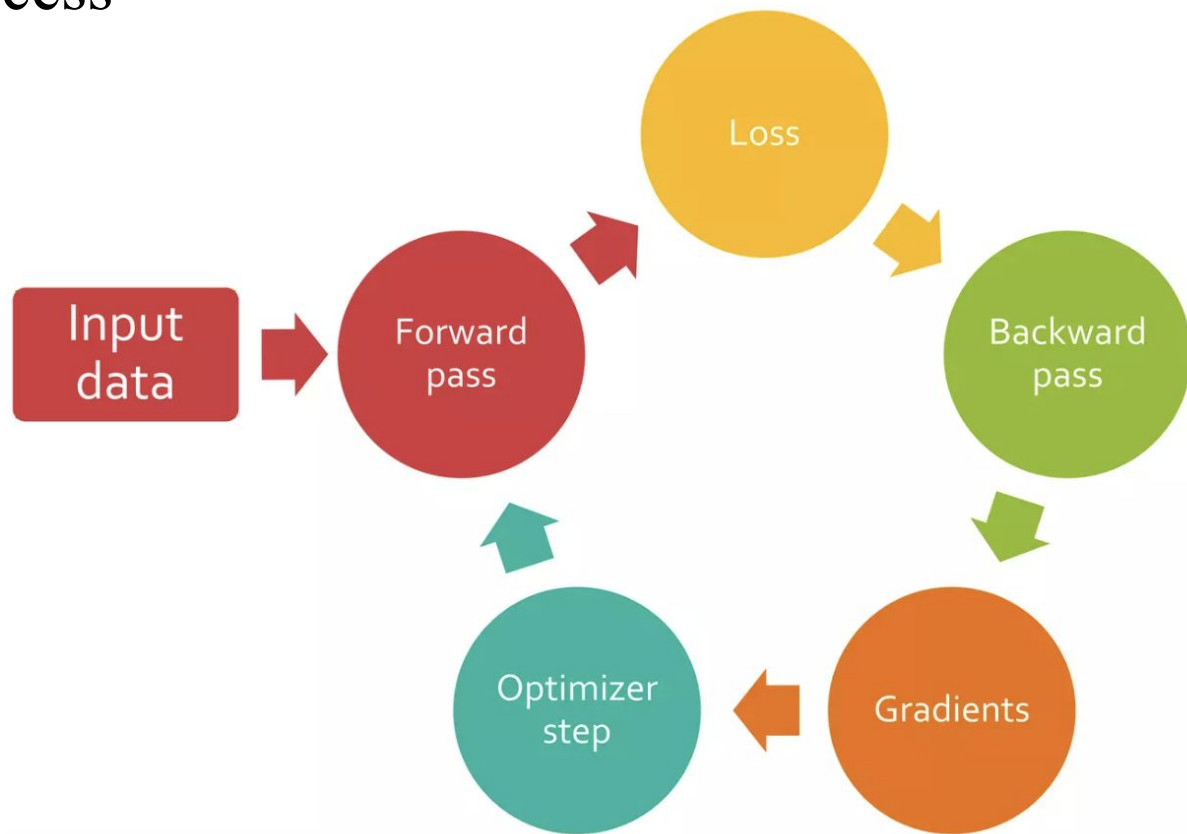 Input
data
Forward
pass
Loss
Backward
pass
Gradients
Optimizer
step